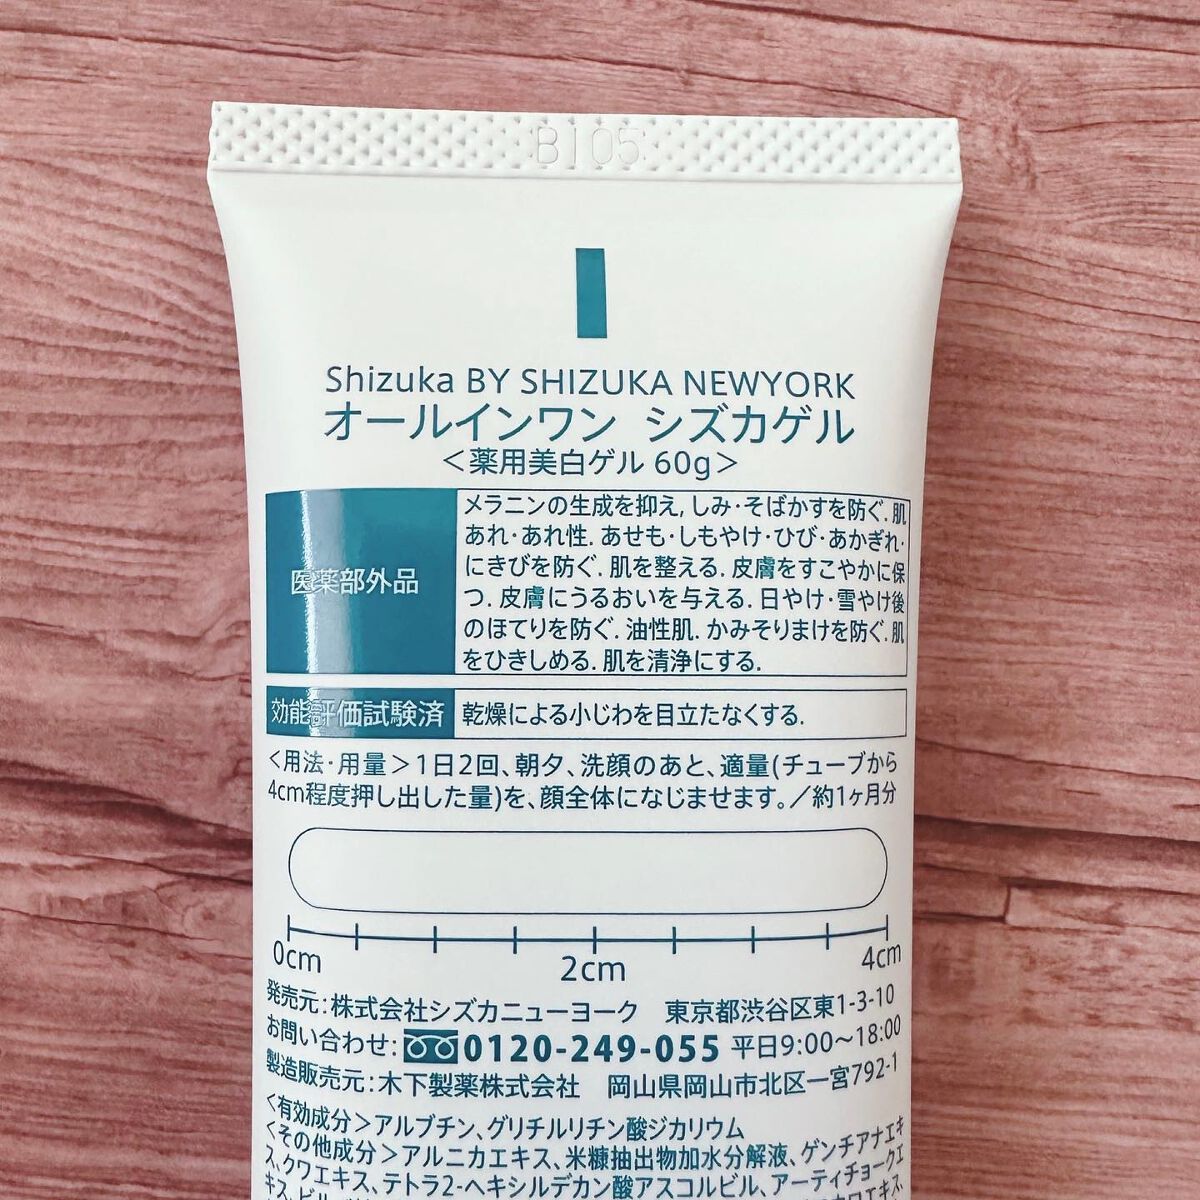 BI05
Shizuka BY SHIZUKA NEWYORK
オールインワン シズカゲル
＜薬用美白ゲル 60g＞
医薬部外品
メラニンの生成を抑え, しみ・そばかすを防ぐ. 肌
あれ・あれ性. あせも・しもやけ・ひび・あかぎれ・
にきびを防ぐ. 肌を整える. 皮膚をすこやかに保
つ. 皮膚にうるおいを与える. 日やけ・雪やけ後
のほてりを防ぐ. 油性肌. かみそりまけを防ぐ. 肌
をひきしめる. 肌を清浄にする.
効能評価試験済
乾燥による小じわを目立たなくする.
＜用法・用量＞1日2回、朝夕、洗顔のあと、適量(チューブから
4cm程度押し出した量)を、顔全体になじませます。／約1ヶ月分
0cm 2cm 4cm
発売元：株式会社シズカニューヨーク 東京都渋谷区東1-3-10
お問い合わせ： 0120-249-055 平日9:00〜18:00
製造販売元：木下製薬株式会社 岡山県岡山市北区一宮792-1
＜有効成分＞アルブチン、グリチルリチン酸ジカリウム
＜その他成分＞アルニカエキス、米糠抽出物加水分解液、ゲンチアナエキ
ス、クワエキス、テトラ2-ヘキシルデカン酸アスコルビル、アーティチョークエ
キス、